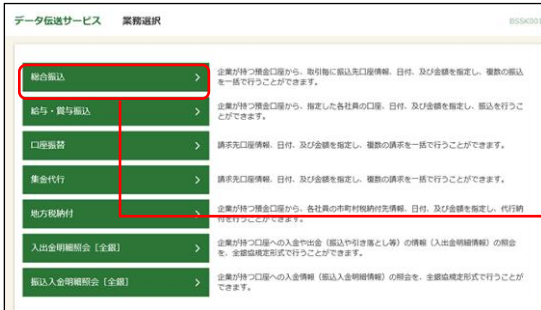 データ伝送サービス 業務選択
BSSK001
総合振込
企業が持つ預金口座から、取引毎に振込先口座情報、日付、及び金額を指定し、複数の振込
を一括で行うことができます。
給与・賞与振込
企業が持つ預金口座から、指定した各社員の口座、日付、及び金額を指定し、振込を行うこ
とができます。
口座振替
請求先口座情報、日付、及び金額を指定し、複数の請求を一括で行うことができます。
集金代行
請求先口座情報、日付、及び金額を指定し、複数の請求を一括で行うことができます。
地方税納付
企業が持つ預金口座から、各社員の市町村税納付先情報、日付、及び金額を指定し、代行納
付を行うことができます。
入出金明細照会［全銀］
企業が持つ口座への入金や出金（振込や引き落とし等）の情報（入出金明細情報）の照会
を、全銀協規定形式で行うことができます。
振込入金明細照会［全銀］
企業が持つ口座への入金情報（振込入金明細情報）の照会を、全銀協規定形式で行うことが
できます。